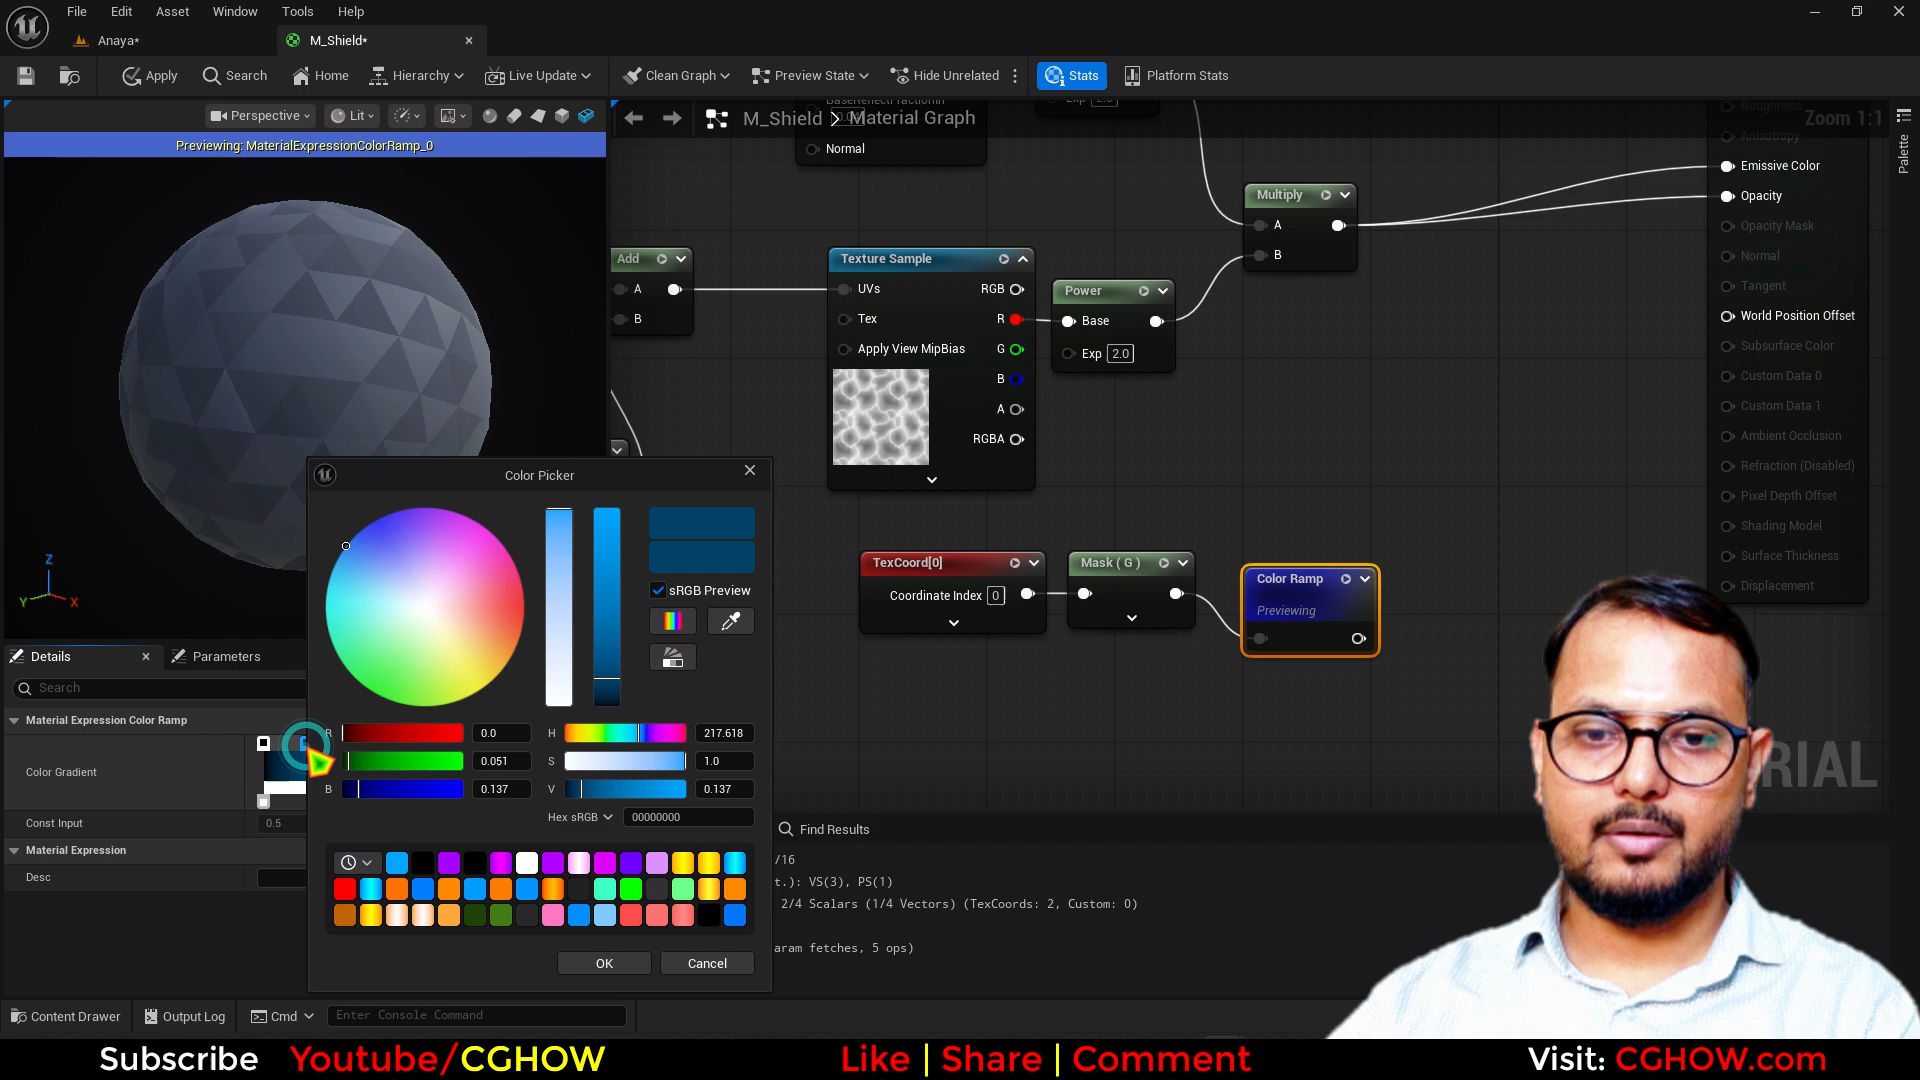 File Edit Asset Window Tools Help
Anaya* M_Shield*
Apply Search Home Hierarchy Live Update Clean Graph Preview State Hide Unrelated Stats Platform Stats
Perspective Lit
Previewing: MaterialExpressionColorRamp_0
M_Shield > Material Graph
Zoom 1:1
Palette
Normal
Roughness
Anisotropy
Emissive Color
Opacity
Opacity Mask
Normal
Tangent
World Position Offset
Subsurface Color
Custom Data 0
Custom Data 1
Ambient Occlusion
Refraction (Disabled)
Pixel Depth Offset
Shading Model
Surface Thickness
Displacement
Multiply
A
B
Add
A
B
Texture Sample
UVs RGB
Tex R
Apply View MipBias G
B
A
RGBA
Power
Base
Exp 2.0
TexCoord[0]
Coordinate Index 0
Mask ( G )
Color Ramp
Previewing
Z
Y X
Details Parameters
Search
Material Expression Color Ramp
Color Gradient
Const Input 0.5
Material Expression
Desc
Color Picker
sRGB Preview
R 0.0 H 217.618
0.051 S 1.0
B 0.137 V 0.137
Hex sRGB 00000000
OK Cancel
Find Results
/16
t.): VS(3), PS(1)
2/4 Scalars (1/4 Vectors) (TexCoords: 2, Custom: 0)
aram fetches, 5 ops)
RIAL
Content Drawer Output Log Cmd Enter Console Command
Subscribe Youtube/CGHOW Like | Share | Comment Visit: CGHOW.com